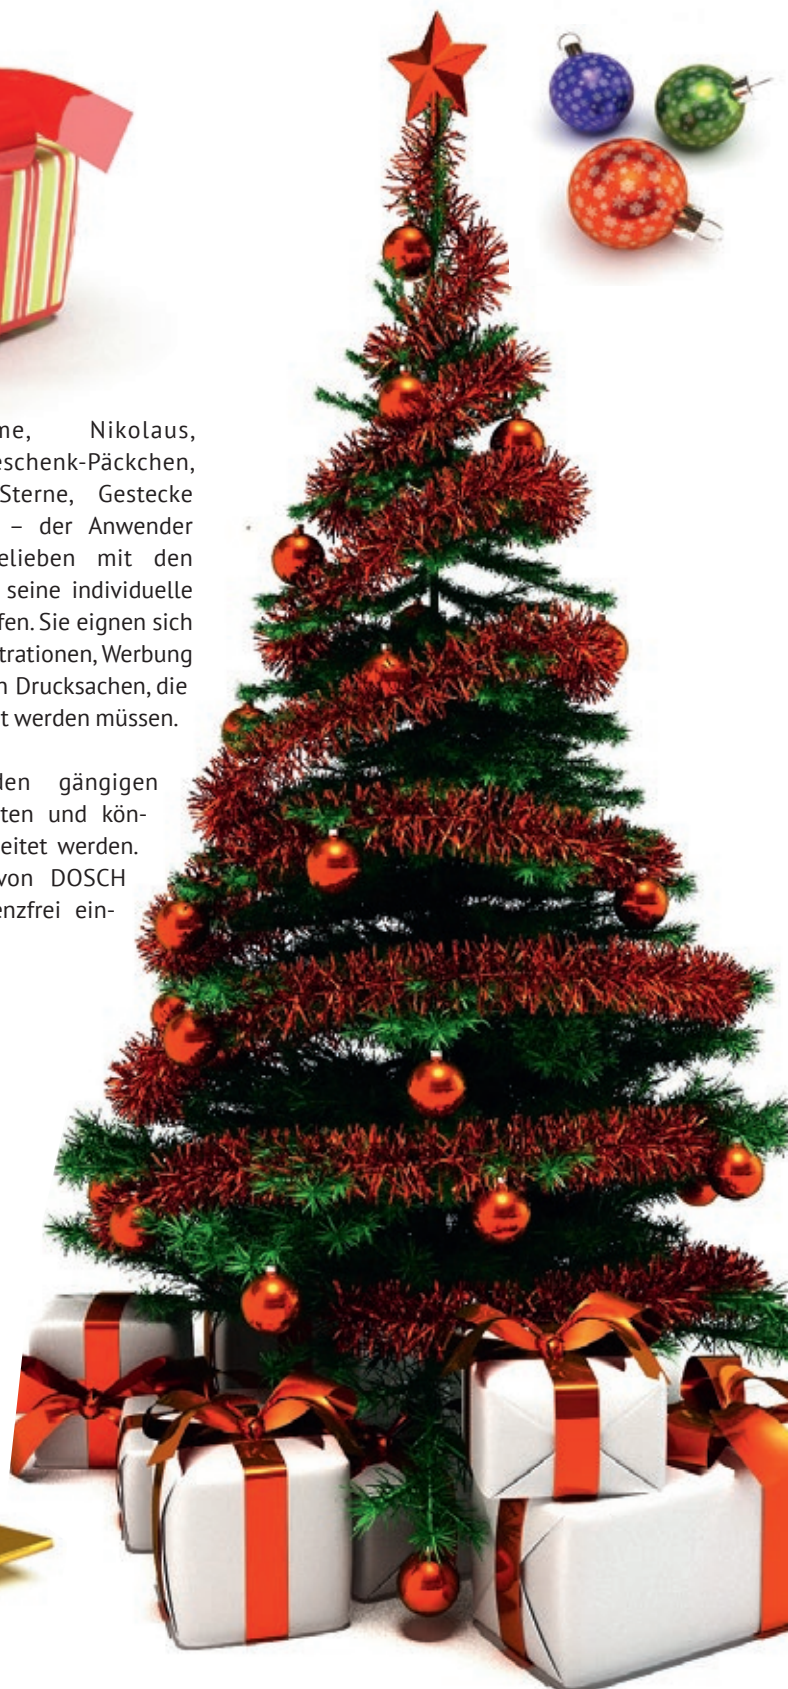 me, Nikolaus,
eschenk-Päckchen,
Sterne, Gestecke
– der Anwender
elieben mit den
seine individuelle
fen. Sie eignen sich
trationen, Werbung
n Drucksachen, die
t werden müssen.
den gängigen
ten und kön-
eitet werden.
von DOSCH
enzfrei ein-